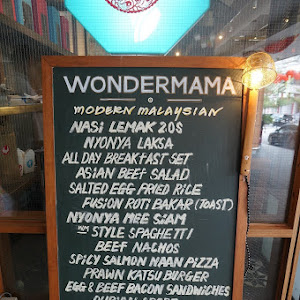 WONDERMAMA
MODERN MALAYSIAN
NASI LEMAK 20S
NYONYA LAKSA
ALL DAY BREAKFAST SET
ASIAN BEEF SALAD
SALTED EGG FRIED RICE
FUSION ROTI BAKAR (TOAST)
NYONYA MEE SIAM
WM STYLE SPAGHETTI
BEEF NACHOS
SPICY SALMON NAAN PIZZA
PRAWN KATSU BURGER
EGG & BEEF BACON SANDWICHES